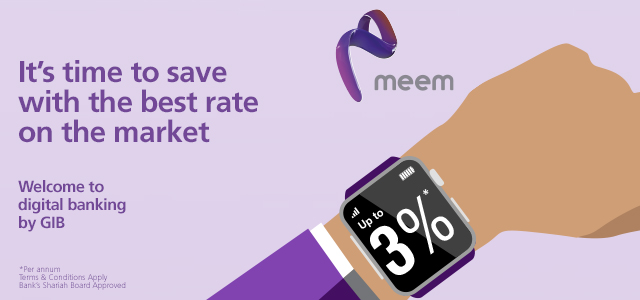 meem
It's time to save
with the best rate
on the market
Up to
3%*
Welcome to
digital banking
by GIB
*Per annum
Terms & Conditions Apply
Bank's Shariah Board Approved